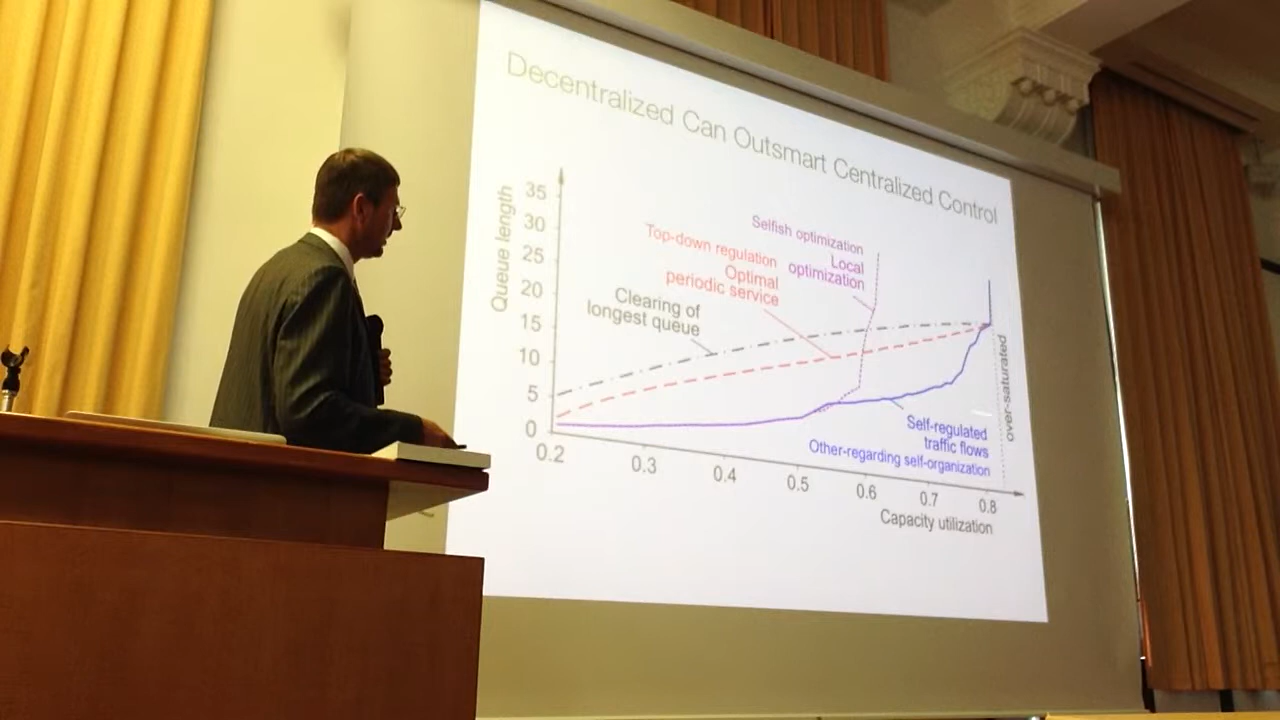 Decentralized Can Outsmart Centralized Control
Queue length
35
30
25
20
15
10
5
0
Selfish optimization
Local
optimization
Top-down regulation
Optimal
periodic service
Clearing of
longest queue
over-saturated
Self-regulated
traffic flows
Other-regarding self-organization
0.2
0.3
0.4
0.5
0.6
0.7
0.8
Capacity utilization